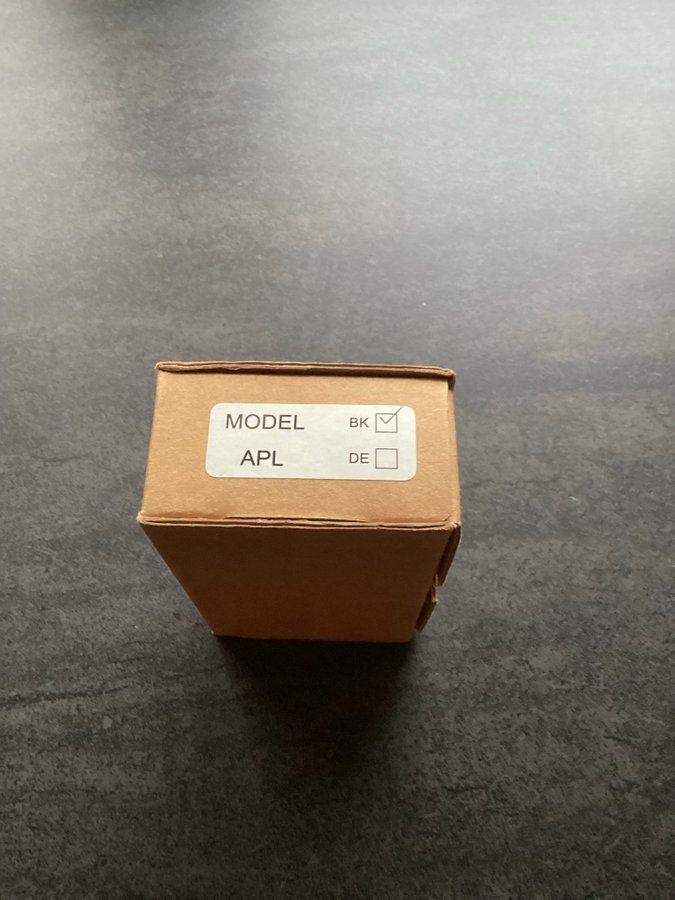 MODEL BK ☑
APL DE ☐